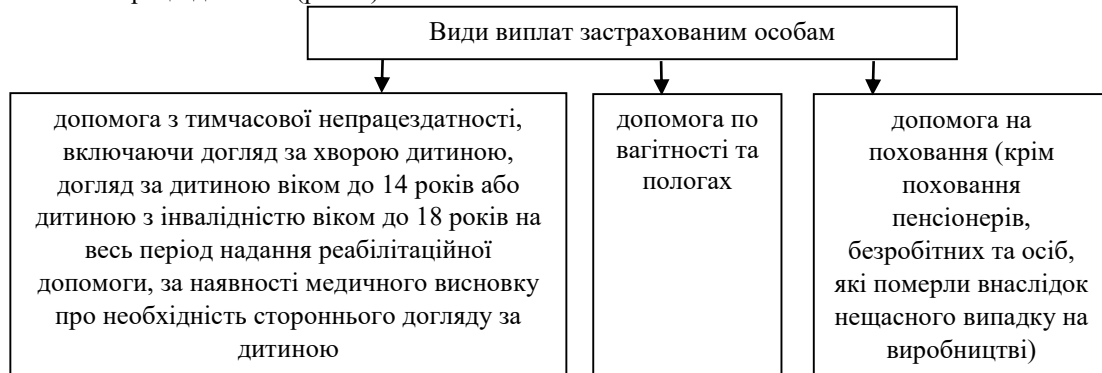 Види виплат застрахованим особам
допомога з тимчасової непрацездатності,
включаючи догляд за хворою дитиною,
догляд за дитиною віком до 14 років або
дитиною з інвалідністю віком до 18 років на
весь період надання реабілітаційної
допомоги, за наявності медичного висновку
про необхідність стороннього догляду за
дитиною
допомога по
вагітності та
пологах
допомога на
поховання (крім
поховання
пенсіонерів,
безробітних та осіб,
які померли внаслідок
нещасного випадку на
виробництві)